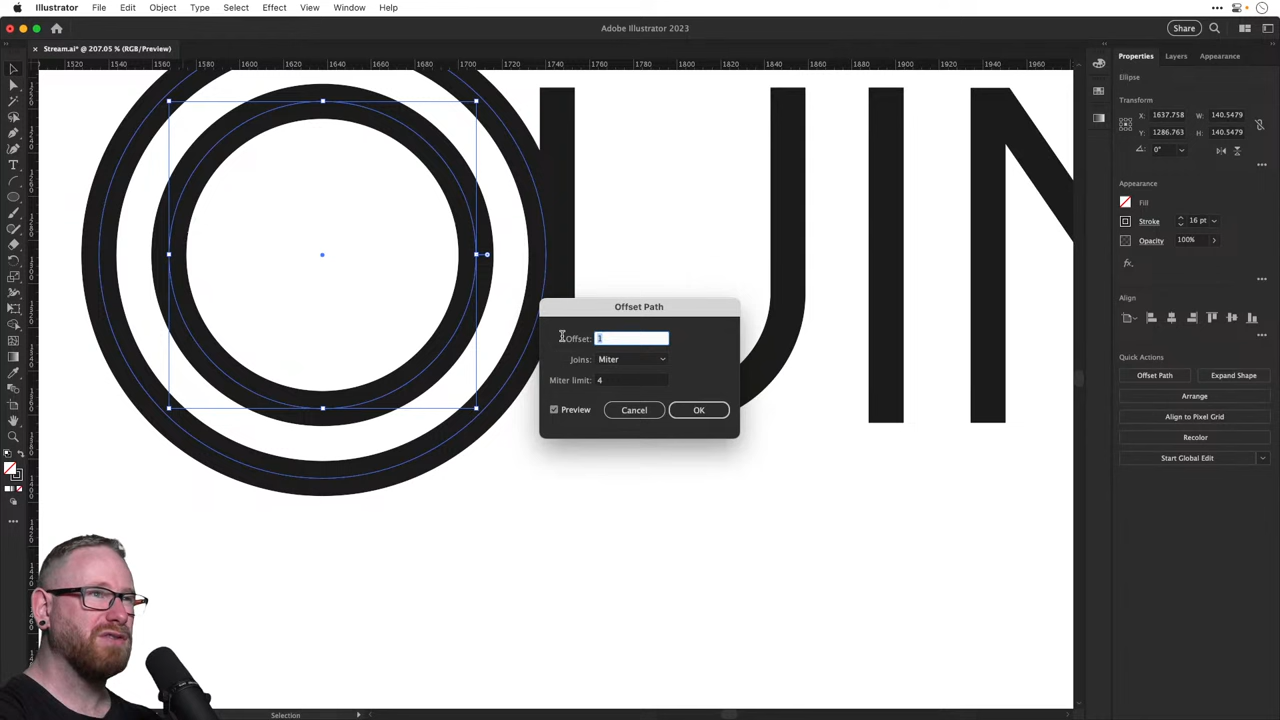 Illustrator File Edit Object Type Select Effect View Window Help
Adobe Illustrator 2023
Share
Stream.ai* @ 207.05 % (RGB/Preview)
1520 1540 1560 1580 1600 1620 1640 1660 1680 1700 1720 1740 1760 1780 1800 1820 1840 1860 1880 1900 1920 1940 1960
Properties Layers Appearance
Ellipse
Transform
X: 1637.758 W: 140.5479
Y: 1286.763 H: 140.5479
0°
Appearance
Fill
Stroke 16 pt
Opacity 100%
fx
Align
Quick Actions
Offset Path Expand Shape
Arrange
Align to Pixel Grid
Recolor
Start Global Edit
OUIN
Offset Path
Offset: 1
Joins: Miter
Miter limit: 4
Preview Cancel OK
Selection